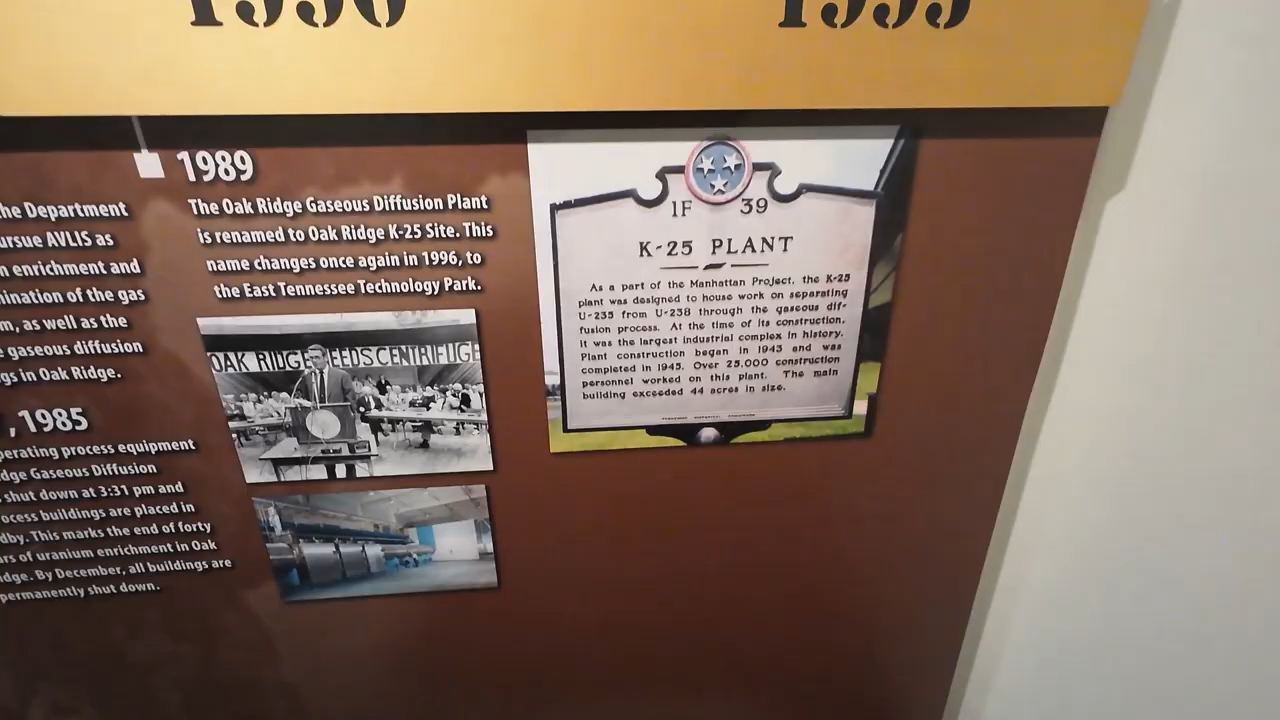 he Department
ursue AVLIS as
n enrichment and
ination of the gas
m, as well as the
e gaseous diffusion
gs in Oak Ridge.
, 1985
perating process equipment
dge Gaseous Diffusion
shut down at 3:31 pm and
ocess buildings are placed in
dby. This marks the end of forty
rs of uranium enrichment in Oak
idge. By December, all buildings are
permanently shut down.
1989
The Oak Ridge Gaseous Diffusion Plant
is renamed to Oak Ridge K-25 Site. This
name changes once again in 1996, to
the East Tennessee Technology Park.
OAK RIDGE EEDS CENTRIFUGE
1F 39
K-25 PLANT
As a part of the Manhattan Project, the K-25
plant was designed to house work on separating
U-235 from U-238 through the gaseous dif-
fusion process. At the time of its construction,
it was the largest industrial complex in history.
Plant construction began in 1943 and was
completed in 1945. Over 25,000 construction
personnel worked on this plant. The main
building exceeded 44 acres in size.